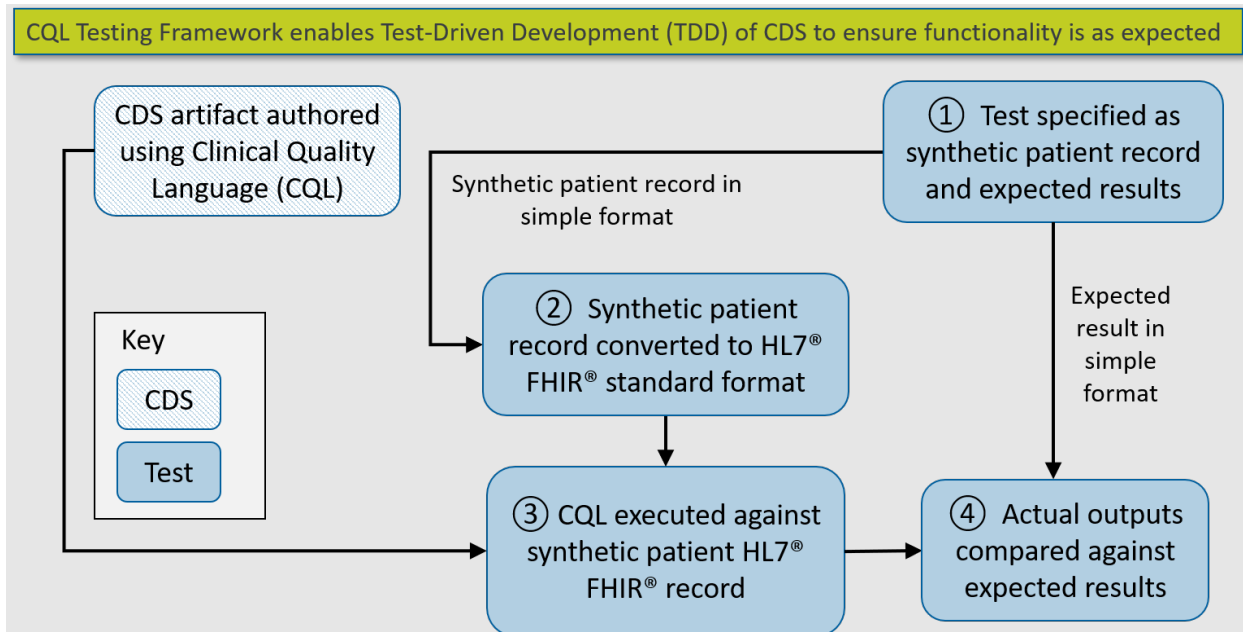 CQL Testing Framework enables Test-Driven Development (TDD) of CDS to ensure functionality is as expected
CDS artifact authored
using Clinical Quality
Language (CQL)
① Test specified as
synthetic patient record
and expected results
Synthetic patient record in
simple format
② Synthetic patient
record converted to HL7®
FHIR® standard format
Expected
result in
simple
format
Key
CDS
Test
③ CQL executed against
synthetic patient HL7®
FHIR® record
④ Actual outputs
compared against
expected results